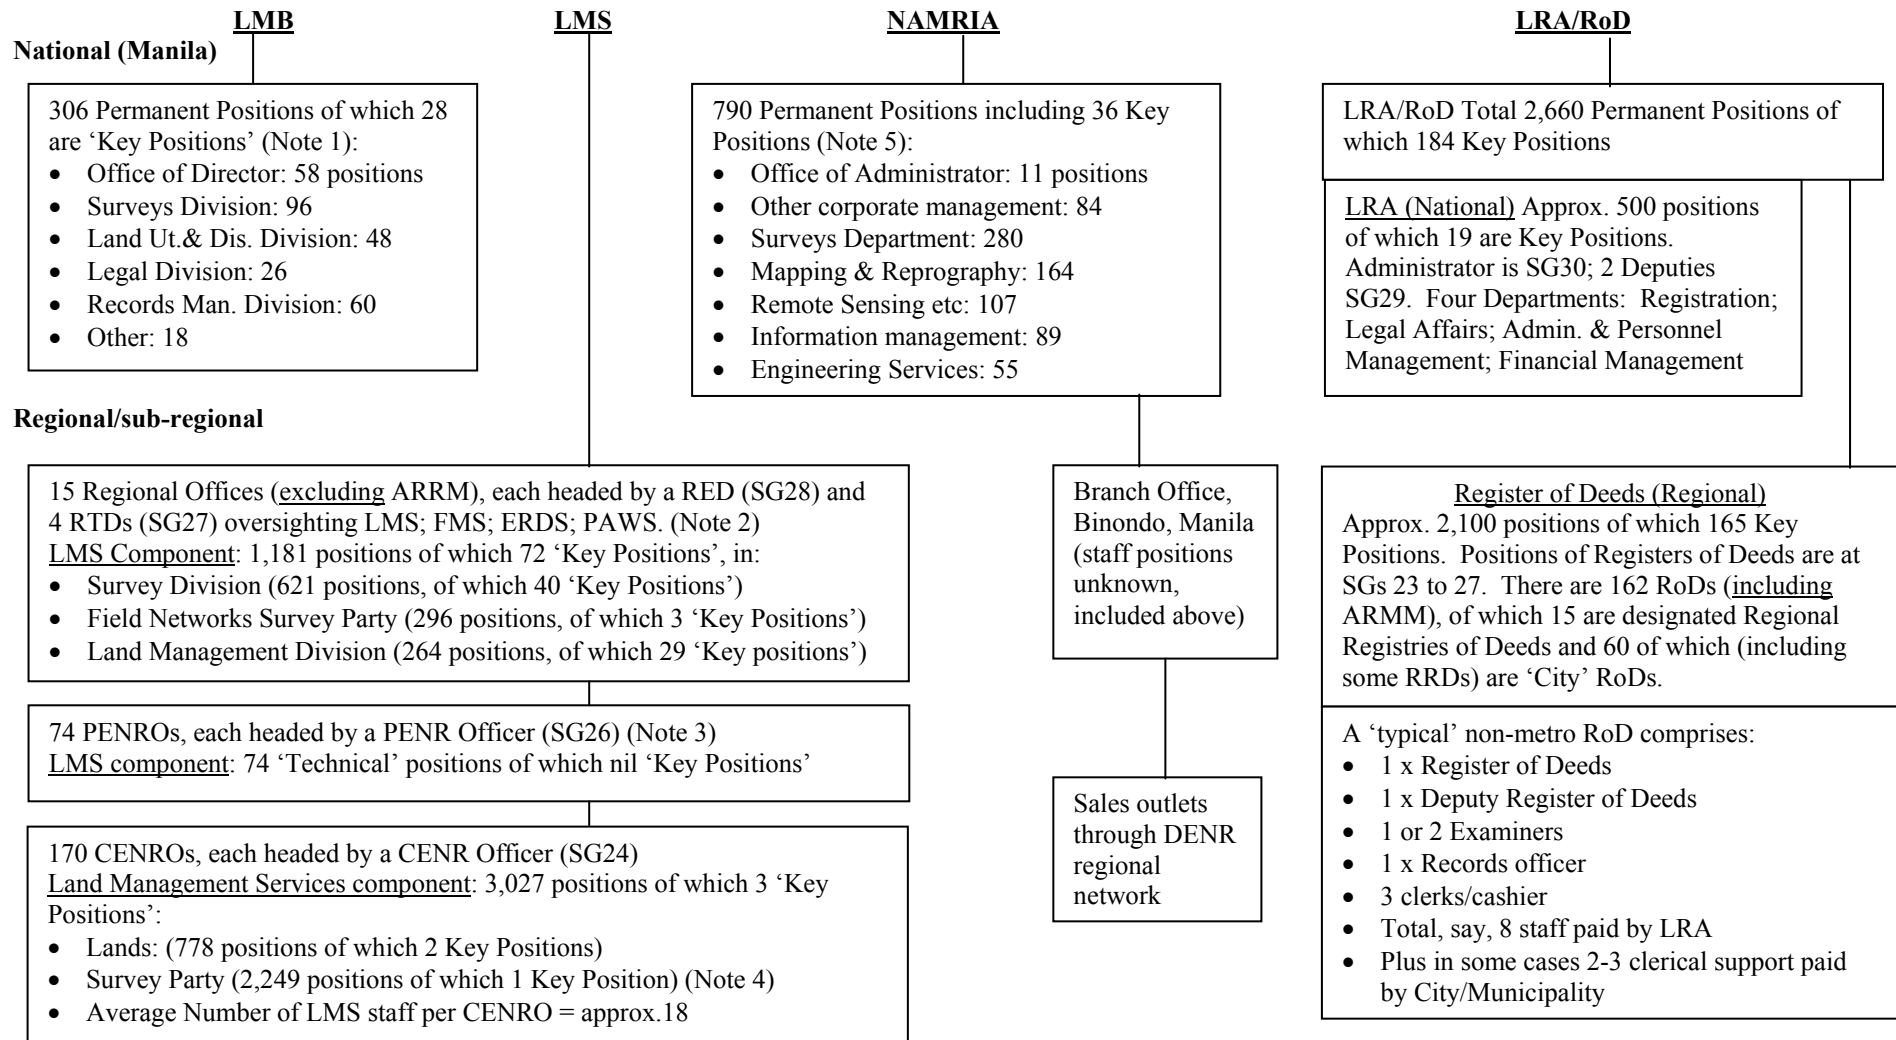 LMB
LMS
NAMRIA
LRA/RoD
National (Manila)
306 Permanent Positions of which 28
are ‘Key Positions’ (Note 1):
• Office of Director: 58 positions
• Surveys Division: 96
• Land Ut.& Dis. Division: 48
• Legal Division: 26
• Records Man. Division: 60
• Other: 18
790 Permanent Positions including 36 Key
Positions (Note 5):
• Office of Administrator: 11 positions
• Other corporate management: 84
• Surveys Department: 280
• Mapping & Reprography: 164
• Remote Sensing etc: 107
• Information management: 89
• Engineering Services: 55
LRA/RoD Total 2,660 Permanent Positions of
which 184 Key Positions
LRA (National) Approx. 500 positions
of which 19 are Key Positions.
Administrator is SG30; 2 Deputies
SG29. Four Departments: Registration;
Legal Affairs; Admin. & Personnel
Management; Financial Management
Regional/sub-regional
15 Regional Offices (excluding ARRM), each headed by a RED (SG28) and
4 RTDs (SG27) oversighting LMS; FMS; ERDS; PAWS. (Note 2)
LMS Component: 1,181 positions of which 72 ‘Key Positions’, in:
• Survey Division (621 positions, of which 40 ‘Key Positions’)
• Field Networks Survey Party (296 positions, of which 3 ‘Key Positions’)
• Land Management Division (264 positions, of which 29 ‘Key positions’)
74 PENROs, each headed by a PENR Officer (SG26) (Note 3)
LMS component: 74 ‘Technical’ positions of which nil ‘Key Positions’
170 CENROs, each headed by a CENR Officer (SG24)
Land Management Services component: 3,027 positions of which 3 ‘Key
Positions’:
• Lands: (778 positions of which 2 Key Positions)
• Survey Party (2,249 positions of which 1 Key Position) (Note 4)
• Average Number of LMS staff per CENRO = approx.18
Branch Office,
Binondo, Manila
(staff positions
unknown,
included above)
Sales outlets
through DENR
regional
network
Register of Deeds (Regional)
Approx. 2,100 positions of which 165 Key
Positions. Positions of Registers of Deeds are at
SGs 23 to 27. There are 162 RoDs (including
ARMM), of which 15 are designated Regional
Registries of Deeds and 60 of which (including
some RRDs) are ‘City’ RoDs.
A ‘typical’ non-metro RoD comprises:
• 1 x Register of Deeds
• 1 x Deputy Register of Deeds
• 1 or 2 Examiners
• 1 x Records officer
• 3 clerks/cashier
• Total, say, 8 staff paid by LRA
• Plus in some cases 2-3 clerical support paid
by City/Municipality